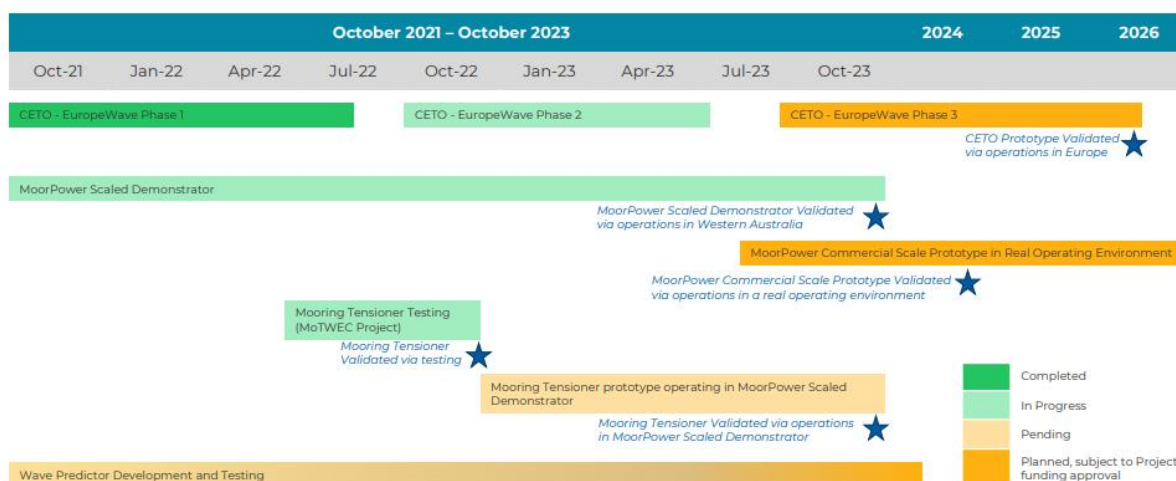 October 2021 – October 2023 2024 2025 2026
Oct-21 Jan-22 Apr-22 Jul-22 Oct-22 Jan-23 Apr-23 Jul-23 Oct-23
CETO - EuropeWave Phase 1 CETO - EuropeWave Phase 2 CETO - EuropeWave Phase 3
CETO Prototype Validated
via operations in Europe
MoorPower Scaled Demonstrator
MoorPower Scaled Demonstrator Validated
via operations in Western Australia
MoorPower Commercial Scale Prototype in Real Operating Environment
MoorPower Commercial Scale Prototype Validated
via operations in a real operating environment
Mooring Tensioner Testing
(MoTWEC Project)
Mooring Tensioner
Validated via testing
Mooring Tensioner prototype operating in MoorPower Scaled
Demonstrator
Mooring Tensioner Validated via operations
in MoorPower Scaled Demonstrator
Wave Predictor Development and Testing
Completed
In Progress
Pending
Planned, subject to Project
funding approval